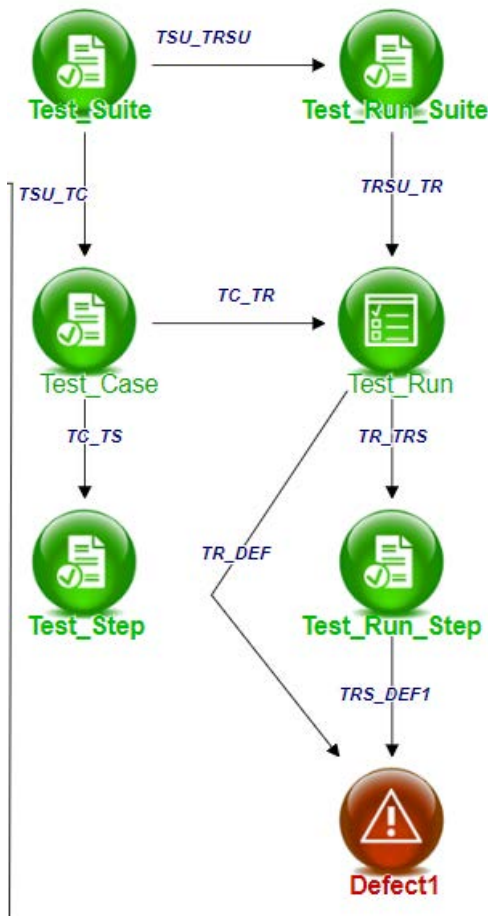 TSU_TRSU
Test_Suite
Test_Run_Suite
TSU_TC
TRSU_TR
TC_TR
Test_Case
Test_Run
TC_TS
TR_TRS
TR_DEF
Test_Step
Test_Run_Step
TRS_DEF1
Defect1